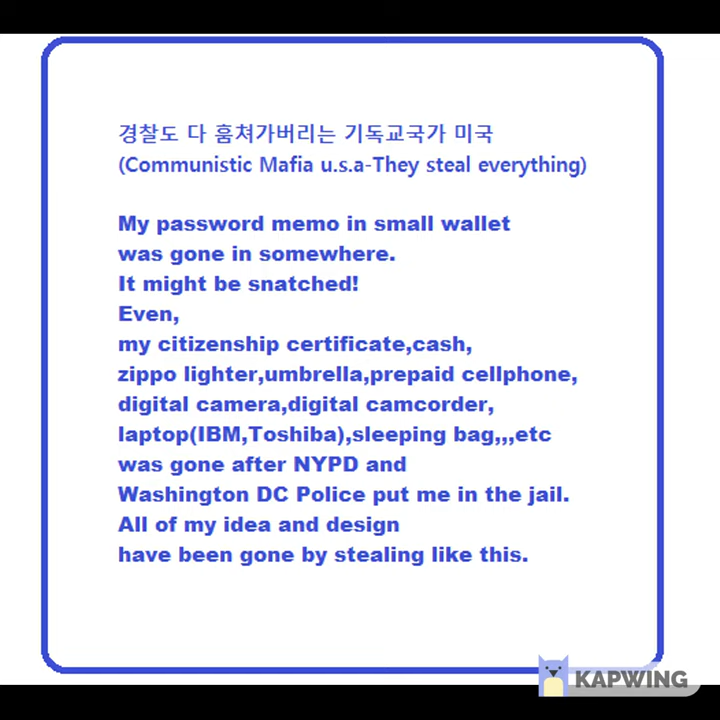 경찰도 다 훔쳐가버리는 기독교국가 미국
(Communistic Mafia u.s.a-They steal everything)
My password memo in small wallet
was gone in somewhere.
It might be snatched!
Even,
my citizenship certificate,cash,
zippo lighter,umbrella,prepaid cellphone,
digital camera,digital camcorder,
laptop(IBM,Toshiba),sleeping bag,,,etc
was gone after NYPD and
Washington DC Police put me in the jail.
All of my idea and design
have been gone by stealing like this.
KAPWING